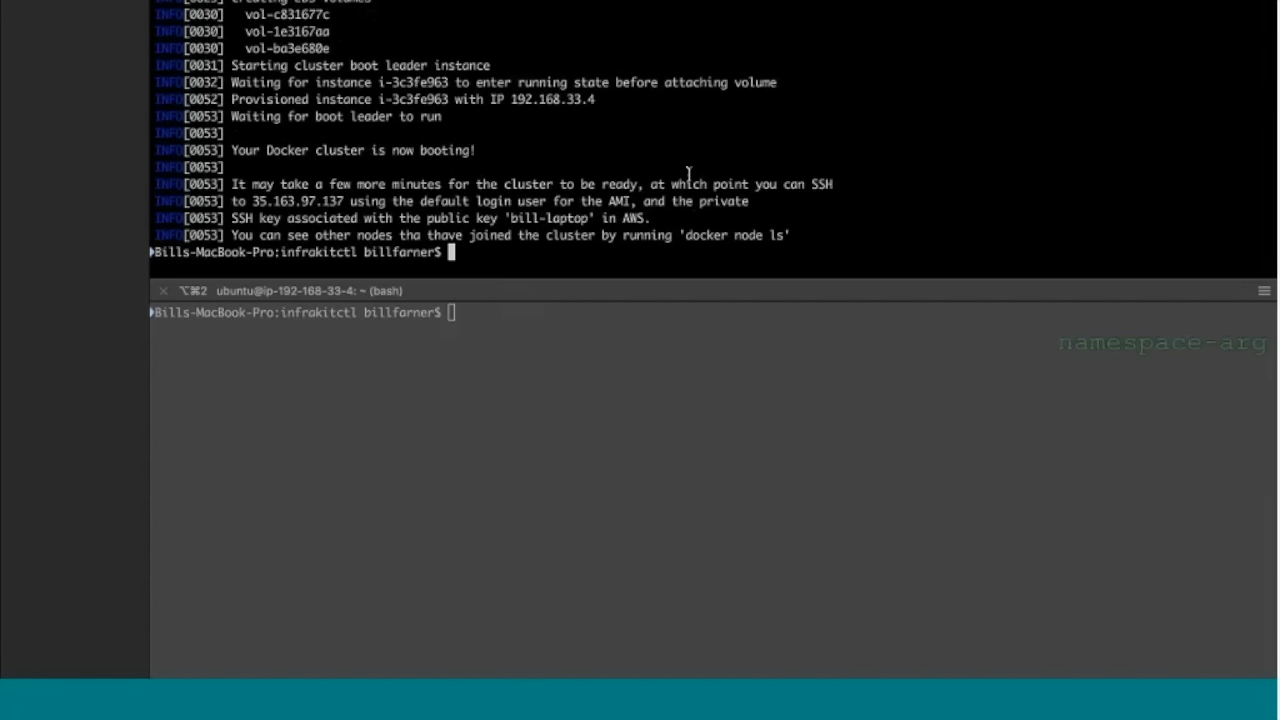 INFO[0030]    vol-c831677c
INFO[0030]    vol-1e3167aa
INFO[0030]    vol-ba3e680e
INFO[0031] Starting cluster boot leader instance
INFO[0032] Waiting for instance i-3c3fe963 to enter running state before attaching volume
INFO[0052] Provisioned instance i-3c3fe963 with IP 192.168.33.4
INFO[0053] Waiting for boot leader to run
INFO[0053]
INFO[0053] Your Docker cluster is now booting!
INFO[0053]
INFO[0053] It may take a few more minutes for the cluster to be ready, at which point you can SSH
INFO[0053] to 35.163.97.137 using the default login user for the AMI, and the private
INFO[0053] SSH key associated with the public key 'bill-laptop' in AWS.
INFO[0053] You can see other nodes tha thave joined the cluster by running 'docker node ls'
Bills-MacBook-Pro:infrakitctl billfarner$
⌥⌘2 ubuntu@ip-192-168-33-4: ~ (bash)
Bills-MacBook-Pro:infrakitctl billfarner$
namespace-arg